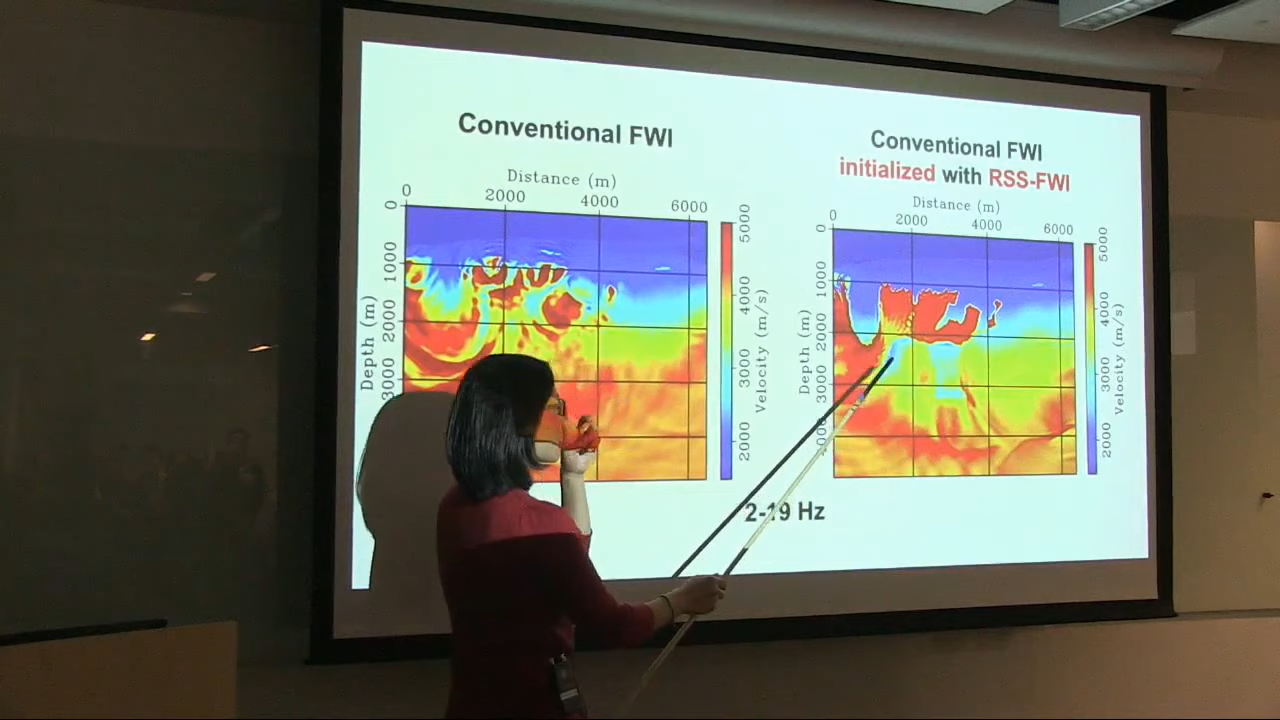 Conventional FWI
Distance (m)
0 2000 4000 6000
0
1000
2000
3000
Depth (m)
5000
4000
3000
2000
Velocity (m/s)
Conventional FWI
initialized with RSS-FWI
Distance (m)
0 2000 4000 6000
0
1000
2000
3000
Depth (m)
5000
4000
3000
2000
Velocity (m/s)
2-19 Hz